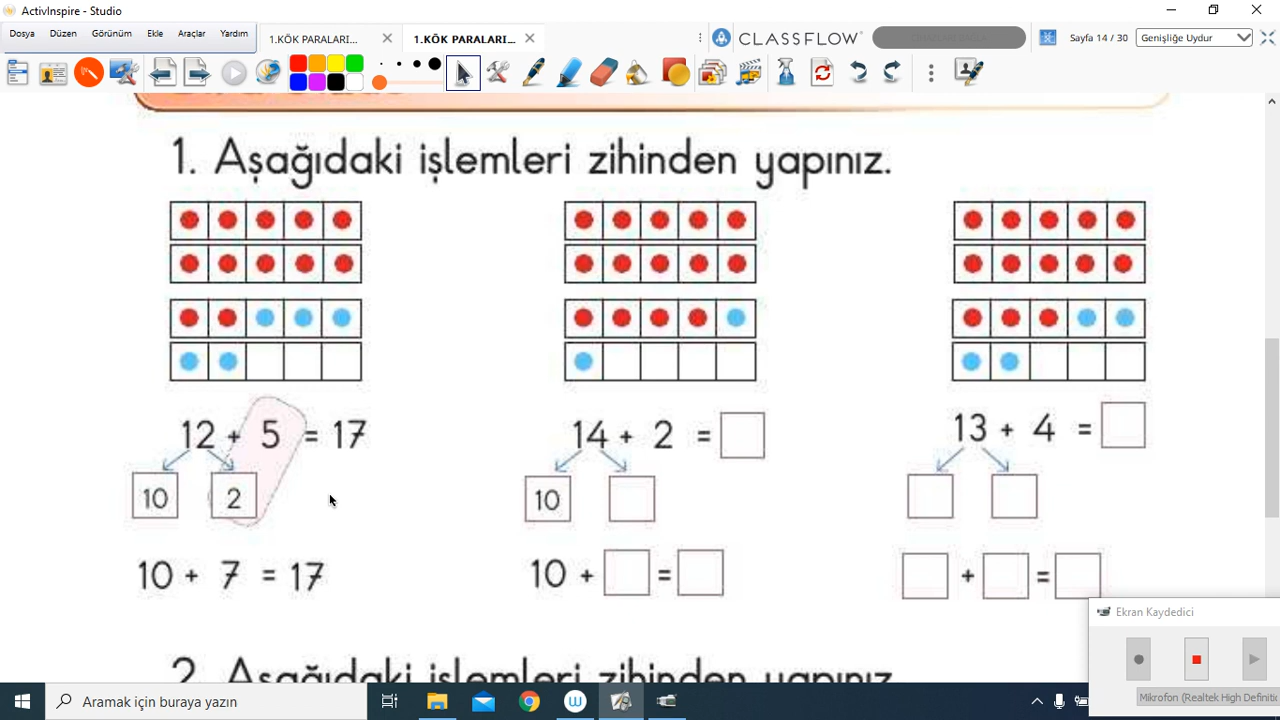 ActivInspire - Studio
Dosya Düzen Görünüm Ekle Araçlar Yardım
1.KÖK PARALARI...
1.KÖK PARALARI...
CLASSFLOW
Sayfa 14 / 30
Genişliğe Uydur
1. Aşağıdaki işlemleri zihinden yapınız.
12 + 5 = 17
10 2
10 + 7 = 17
14 + 2 =
10
10 + =
13 + 4 =
+ =
2. Aşağıdaki işlemleri zihinden yapınız.
Ekran Kaydedici
Mikrofon (Realtek High Definitio
Aramak için buraya yazın